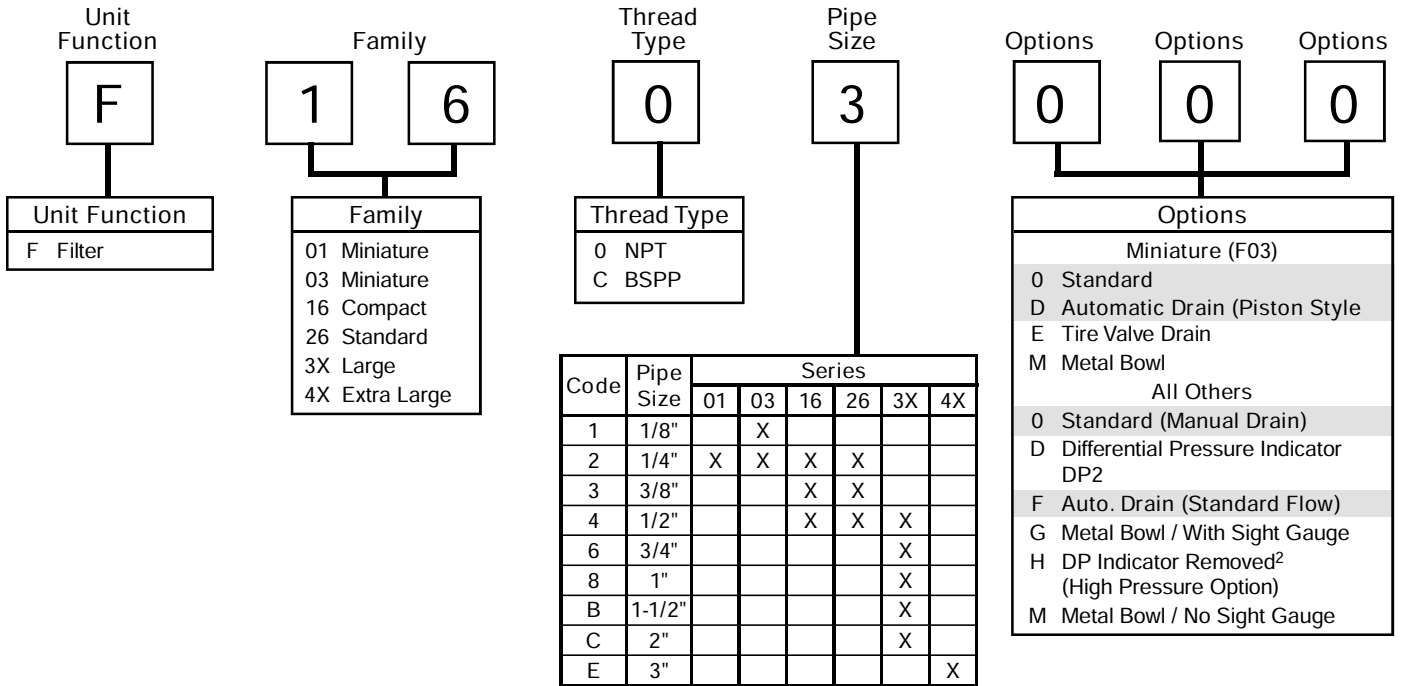 Unit Function
Family
Thread Type
Pipe Size
Options Options Options
F 1 6 0 3 0 0 0
Unit Function
F Filter
Family
01 Miniature
03 Miniature
16 Compact
26 Standard
3X Large
4X Extra Large
Thread Type
0 NPT
C BSPP
Code Pipe Size Series
01 03 16 26 3X 4X
1 1/8" X
2 1/4" X X X X
3 3/8" X X
4 1/2" X X X
6 3/4" X
8 1" X
B 1-1/2" X
C 2" X
E 3" X
Options
Miniature (F03)
0 Standard
D Automatic Drain (Piston Style
E Tire Valve Drain
M Metal Bowl
All Others
0 Standard (Manual Drain)
D Differential Pressure Indicator
DP2
F Auto. Drain (Standard Flow)
G Metal Bowl / With Sight Gauge
H DP Indicator Removed2
(High Pressure Option)
M Metal Bowl / No Sight Gauge